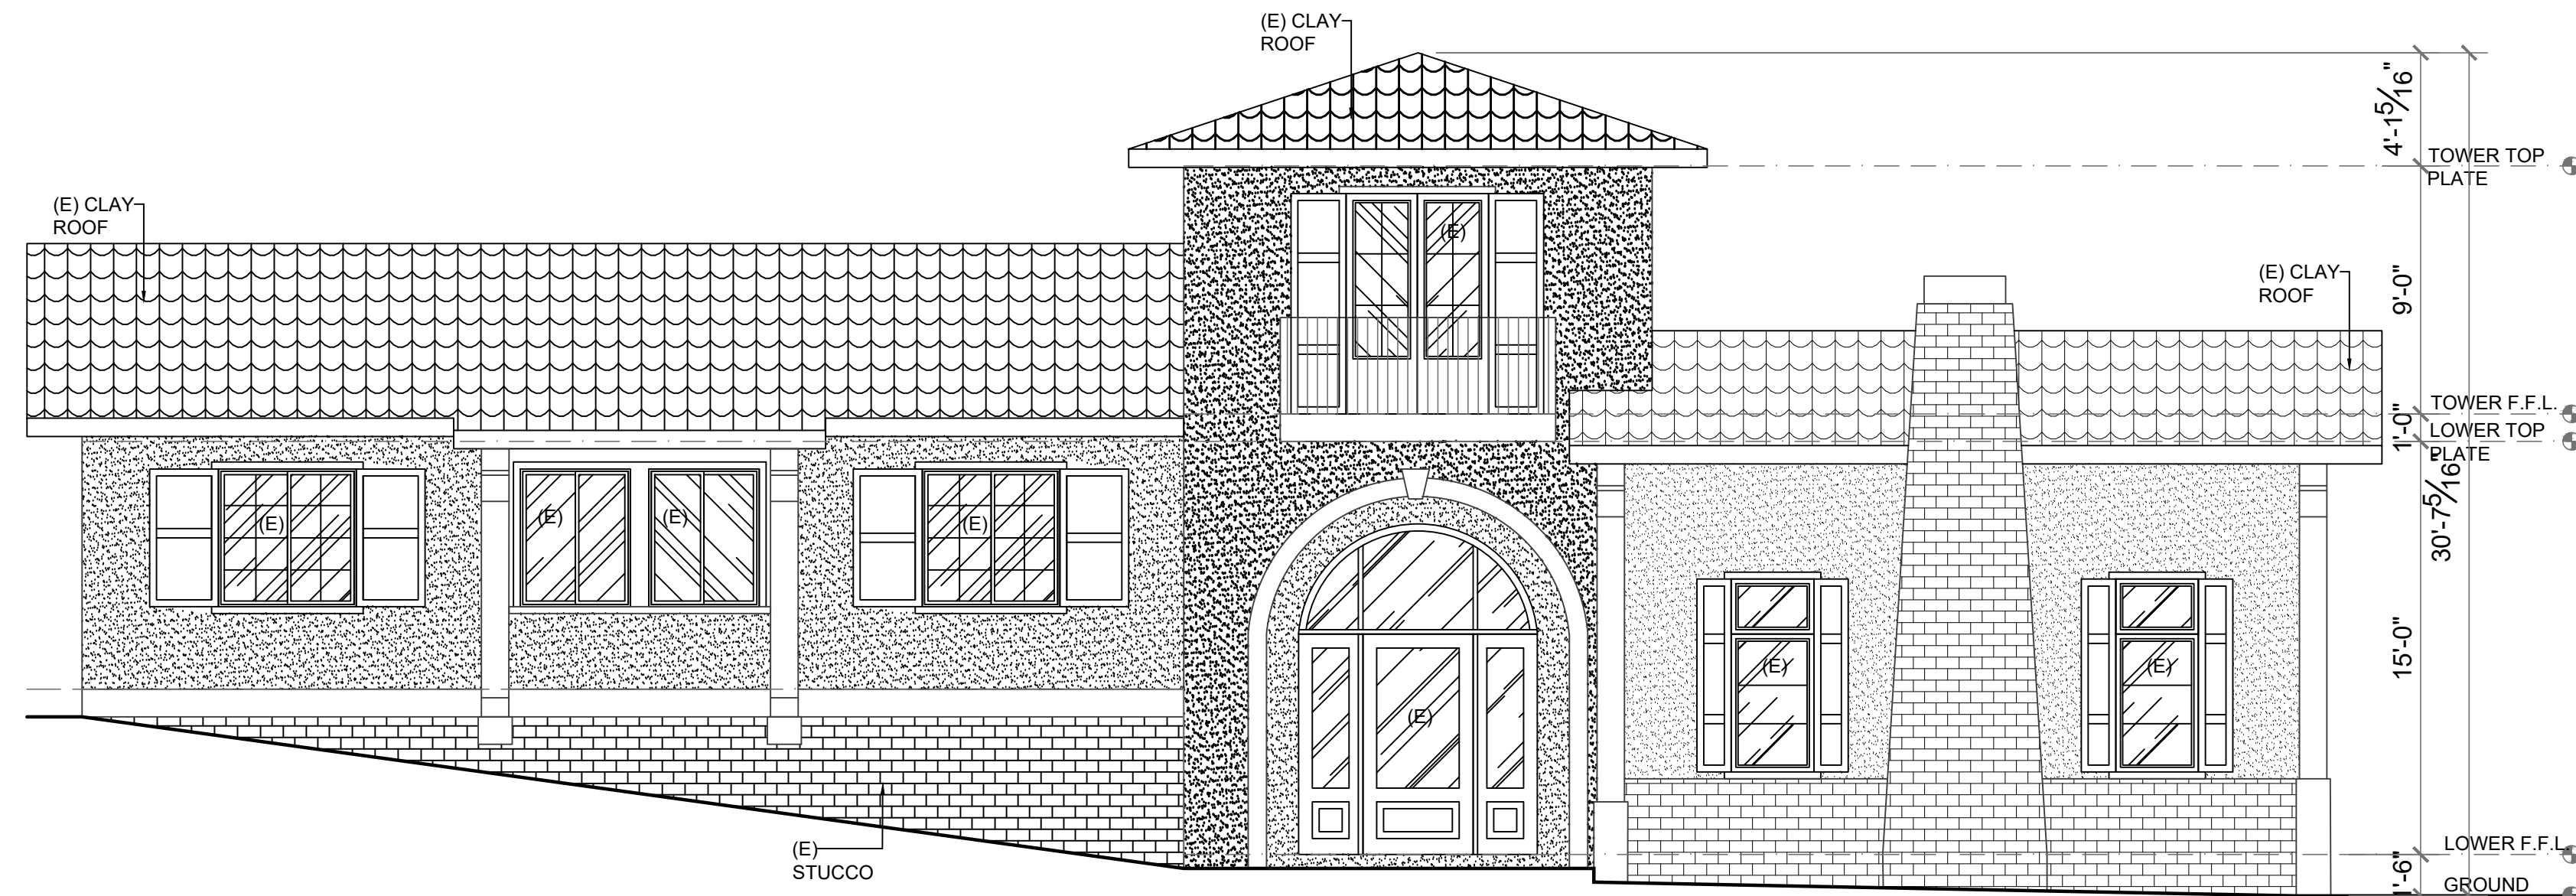 (E) CLAY
ROOF
4'-1 5/16"
TOWER TOP
PLATE
(E) CLAY
ROOF
(E)
9'-0"
(E) CLAY
ROOF
TOWER F.F.L.
1'-0"
LOWER TOP
PLATE
30'-7 5/16"
(E)
(E)
(E)
(E)
15'-0"
(E)
(E)
(E)
(E)
STUCCO
LOWER F.F.L.
1'-6"
GROUND